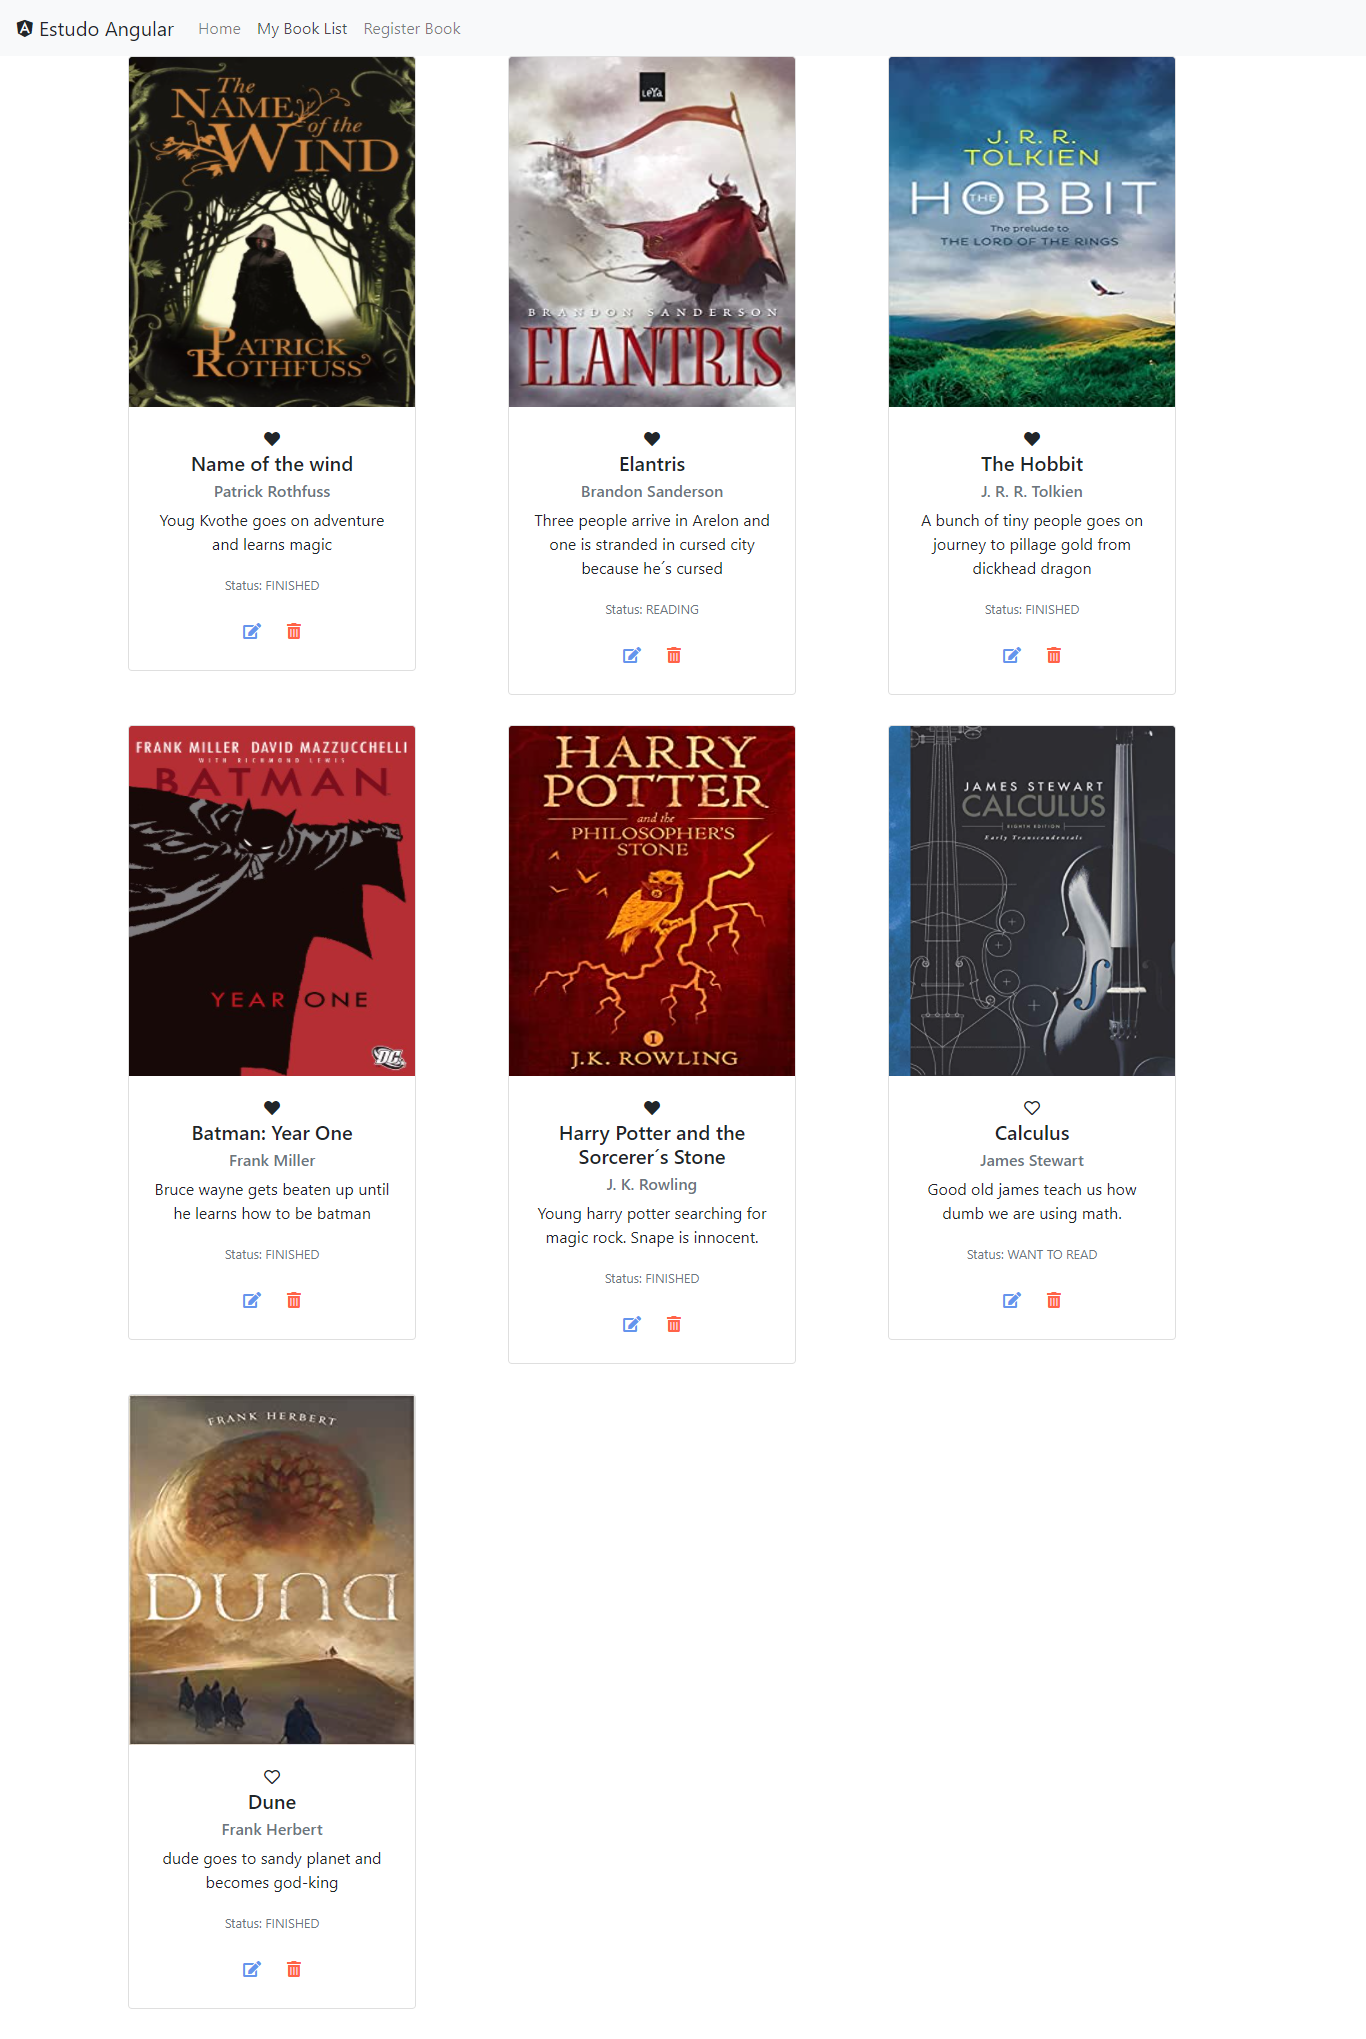 Estudo Angular Home My Book List Register Book
The
NAME
of the
WIND
PATRICK
ROTHFUSS
Name of the wind
Patrick Rothfuss
Youg Kvothe goes on adventure
and learns magic
Status: FINISHED
LeYa
BRANDON SANDERSON
ELANTRIS
Elantris
Brandon Sanderson
Three people arrive in Arelon and
one is stranded in cursed city
because he´s cursed
Status: READING
J. R. R.
TOLKIEN
THE HOBBIT
The prelude to
THE LORD OF THE RINGS
The Hobbit
J. R. R. Tolkien
A bunch of tiny people goes on
journey to pillage gold from
dickhead dragon
Status: FINISHED
FRANK MILLER DAVID MAZZUCCHELLI
WITH RICHMOND LEWIS
BATMAN
YEAR ONE
DC
Batman: Year One
Frank Miller
Bruce wayne gets beaten up until
he learns how to be batman
Status: FINISHED
HARRY
POTTER
and the
PHILOSOPHER'S
STONE
1
J.K. ROWLING
Harry Potter and the
Sorcerer´s Stone
J. K. Rowling
Young harry potter searching for
magic rock. Snape is innocent.
Status: FINISHED
JAMES STEWART
CALCULUS
EIGHTH EDITION
Early Transcendentals
Calculus
James Stewart
Good old james teach us how
dumb we are using math.
Status: WANT TO READ
FRANK HERBERT
DUNA
Dune
Frank Herbert
dude goes to sandy planet and
becomes god-king
Status: FINISHED